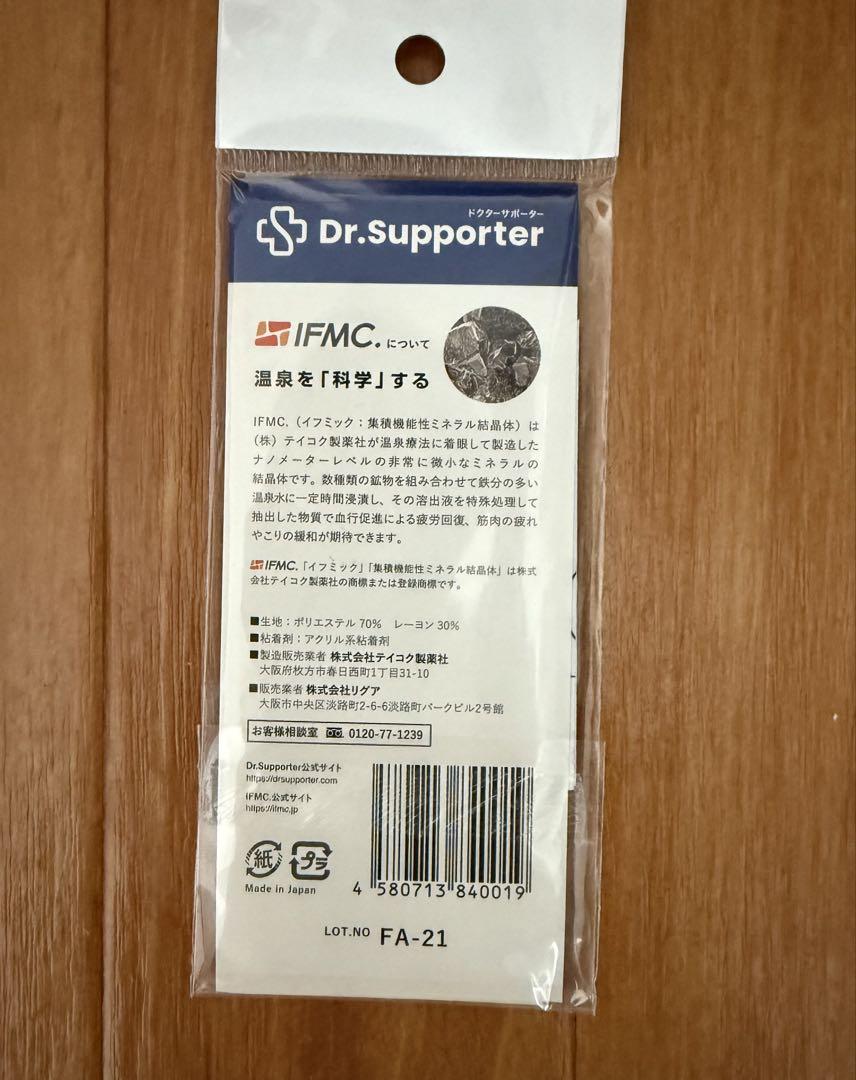 ドクターサポーター
Dr.Supporter
IFMC.について
温泉を「科学」する
IFMC.（イフミック：集積機能性ミネラル結晶体）は
（株）テイコク製薬社が温泉療法に着眼して製造した
ナノメーターレベルの非常に微小なミネラルの
結晶体です。数種類の鉱物を組み合わせて鉄分の多い
温泉水に一定時間浸漬し、その溶出液を特殊処理して
抽出した物質で血行促進による疲労回復、筋肉の疲れ
やこりの緩和が期待できます。
IFMC.「イフミック」「集積機能性ミネラル結晶体」は株式
会社テイコク製薬社の商標または登録商標です。
■生地：ポリエステル 70%　レーヨン 30%
■粘着剤：アクリル系粘着剤
■製造販売業者 株式会社テイコク製薬社
大阪府枚方市春日西町1丁目31-10
■販売業者 株式会社リグア
大阪市中央区淡路町2-6-6淡路町パークビル2号館
お客様相談室 0120-77-1239
Dr.Supporter公式サイト
https://drsupporter.com
IFMC.公式サイト
https://ifmc.jp
紙 プラ
Made in Japan
4 580713 840019
LOT.NO FA-21